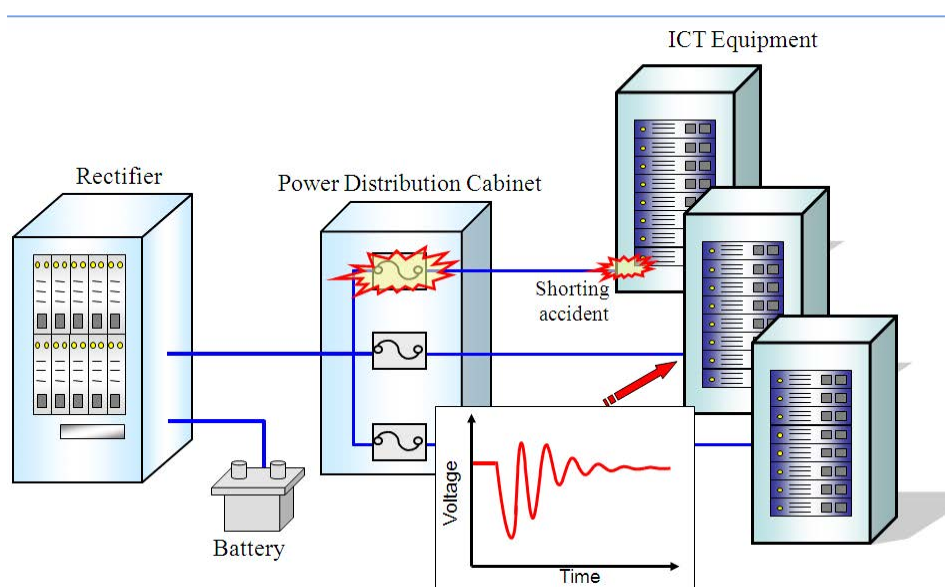 ICT Equipment
Rectifier
Power Distribution Cabinet
Shorting
accident
Battery
Voltage
Time